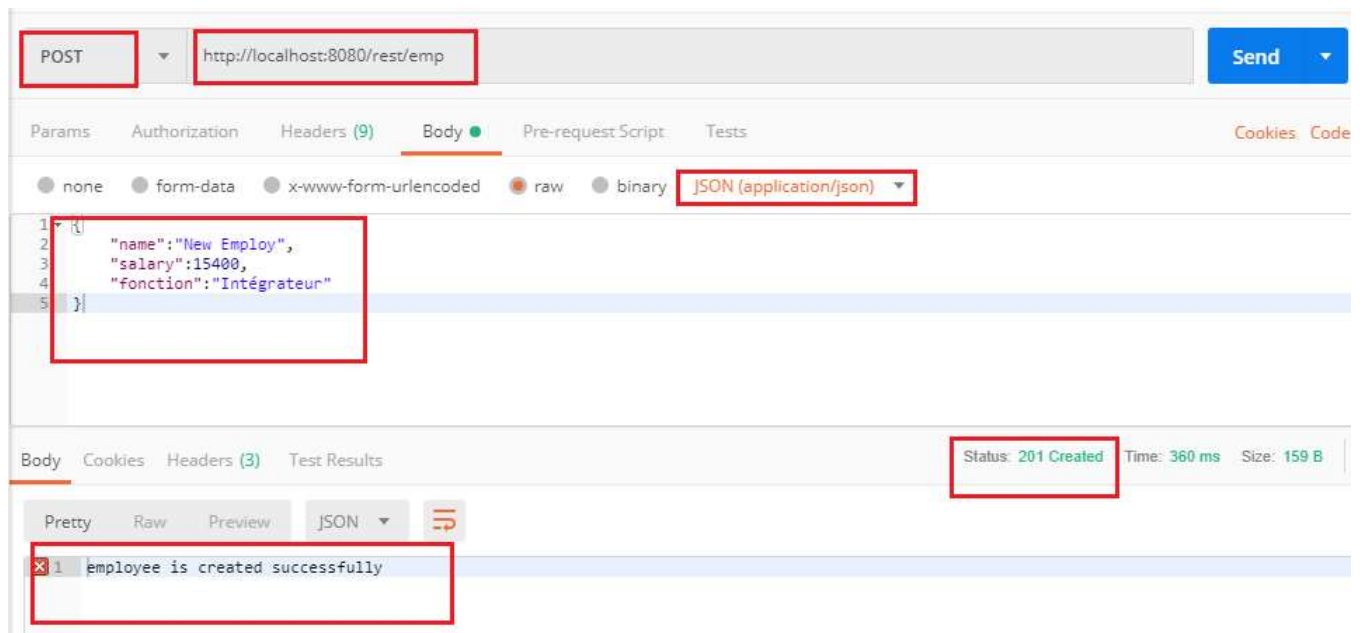 POST http://localhost:8080/rest/emp Send
Params Authorization Headers (9) Body Pre-request Script Tests Cookies Code
none form-data x-www-form-urlencoded raw binary JSON (application/json)
1 {
2 "name":"New Employ",
3 "salary":15400,
4 "fonction":"Intégrateur"
5 }
Body Cookies Headers (3) Test Results Status: 201 Created Time: 360 ms Size: 159 B
Pretty Raw Preview JSON
1 employee is created successfully